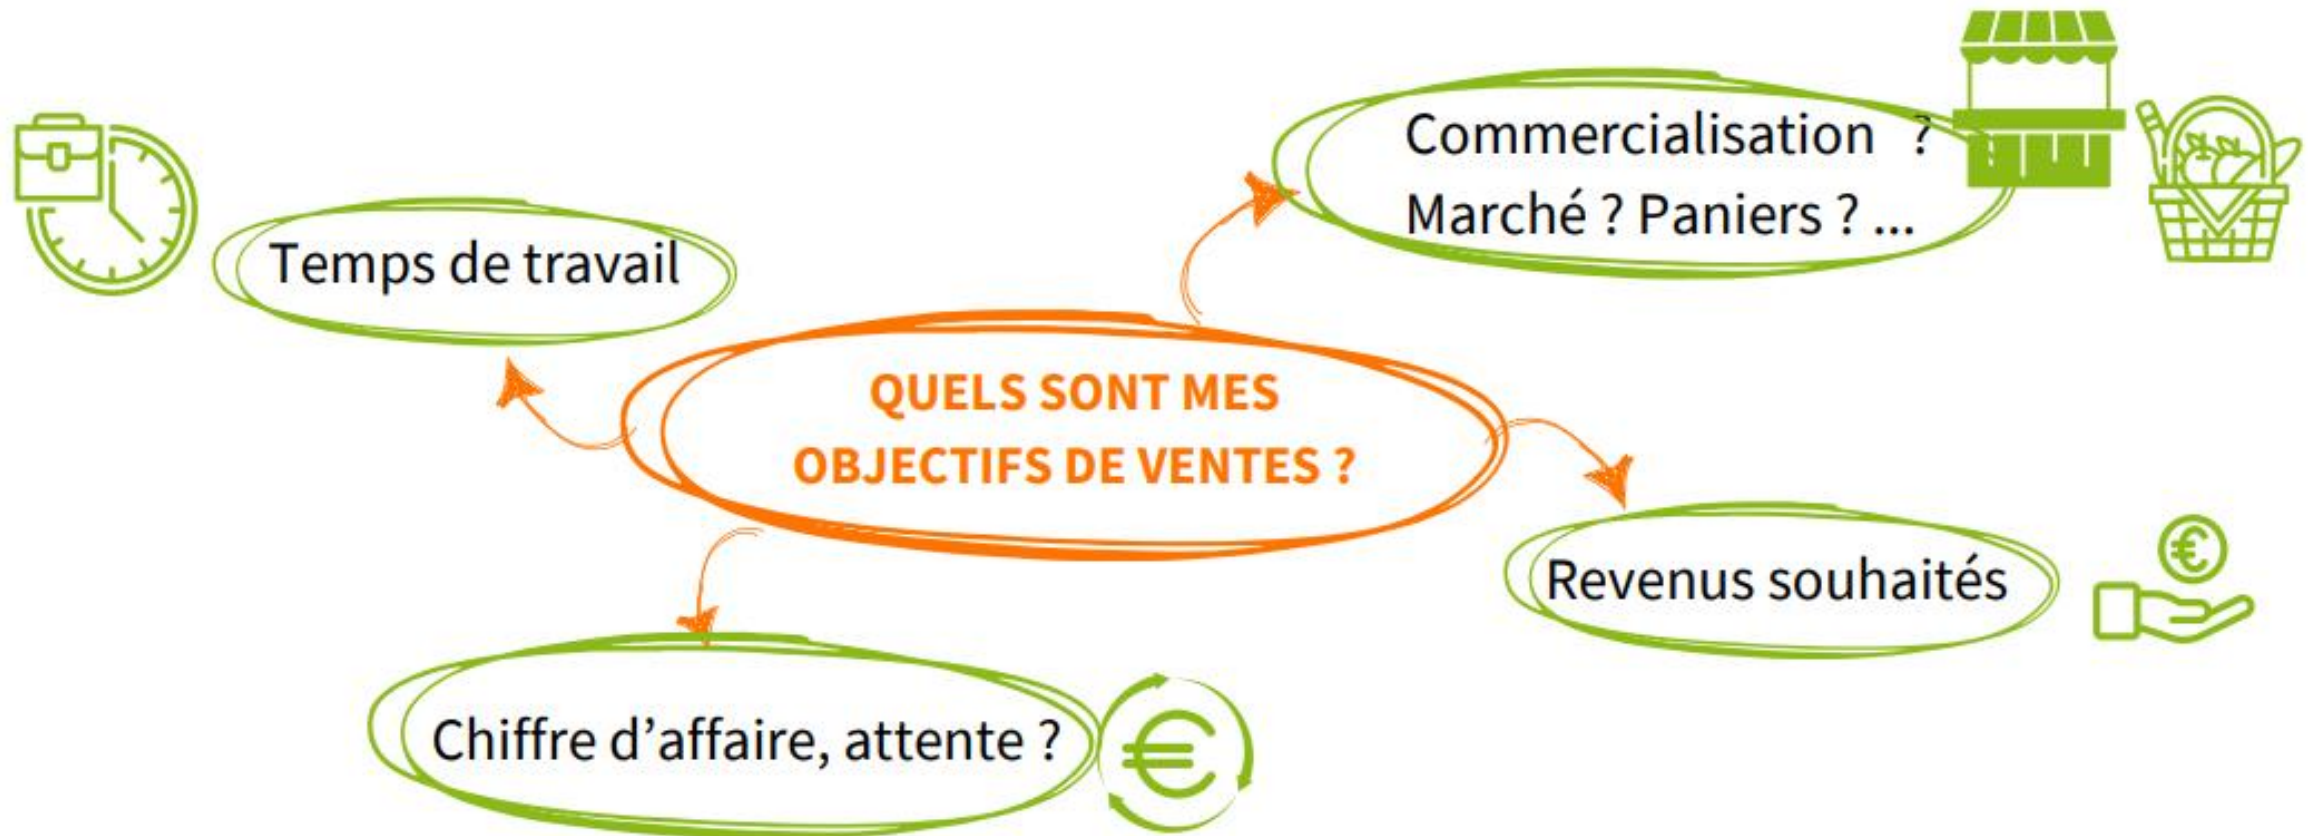 Commercialisation ?
Marché ? Paniers ? ...
Temps de travail
QUELS SONT MES
OBJECTIFS DE VENTES ?
Revenus souhaités
Chiffre d’affaire, attente ?